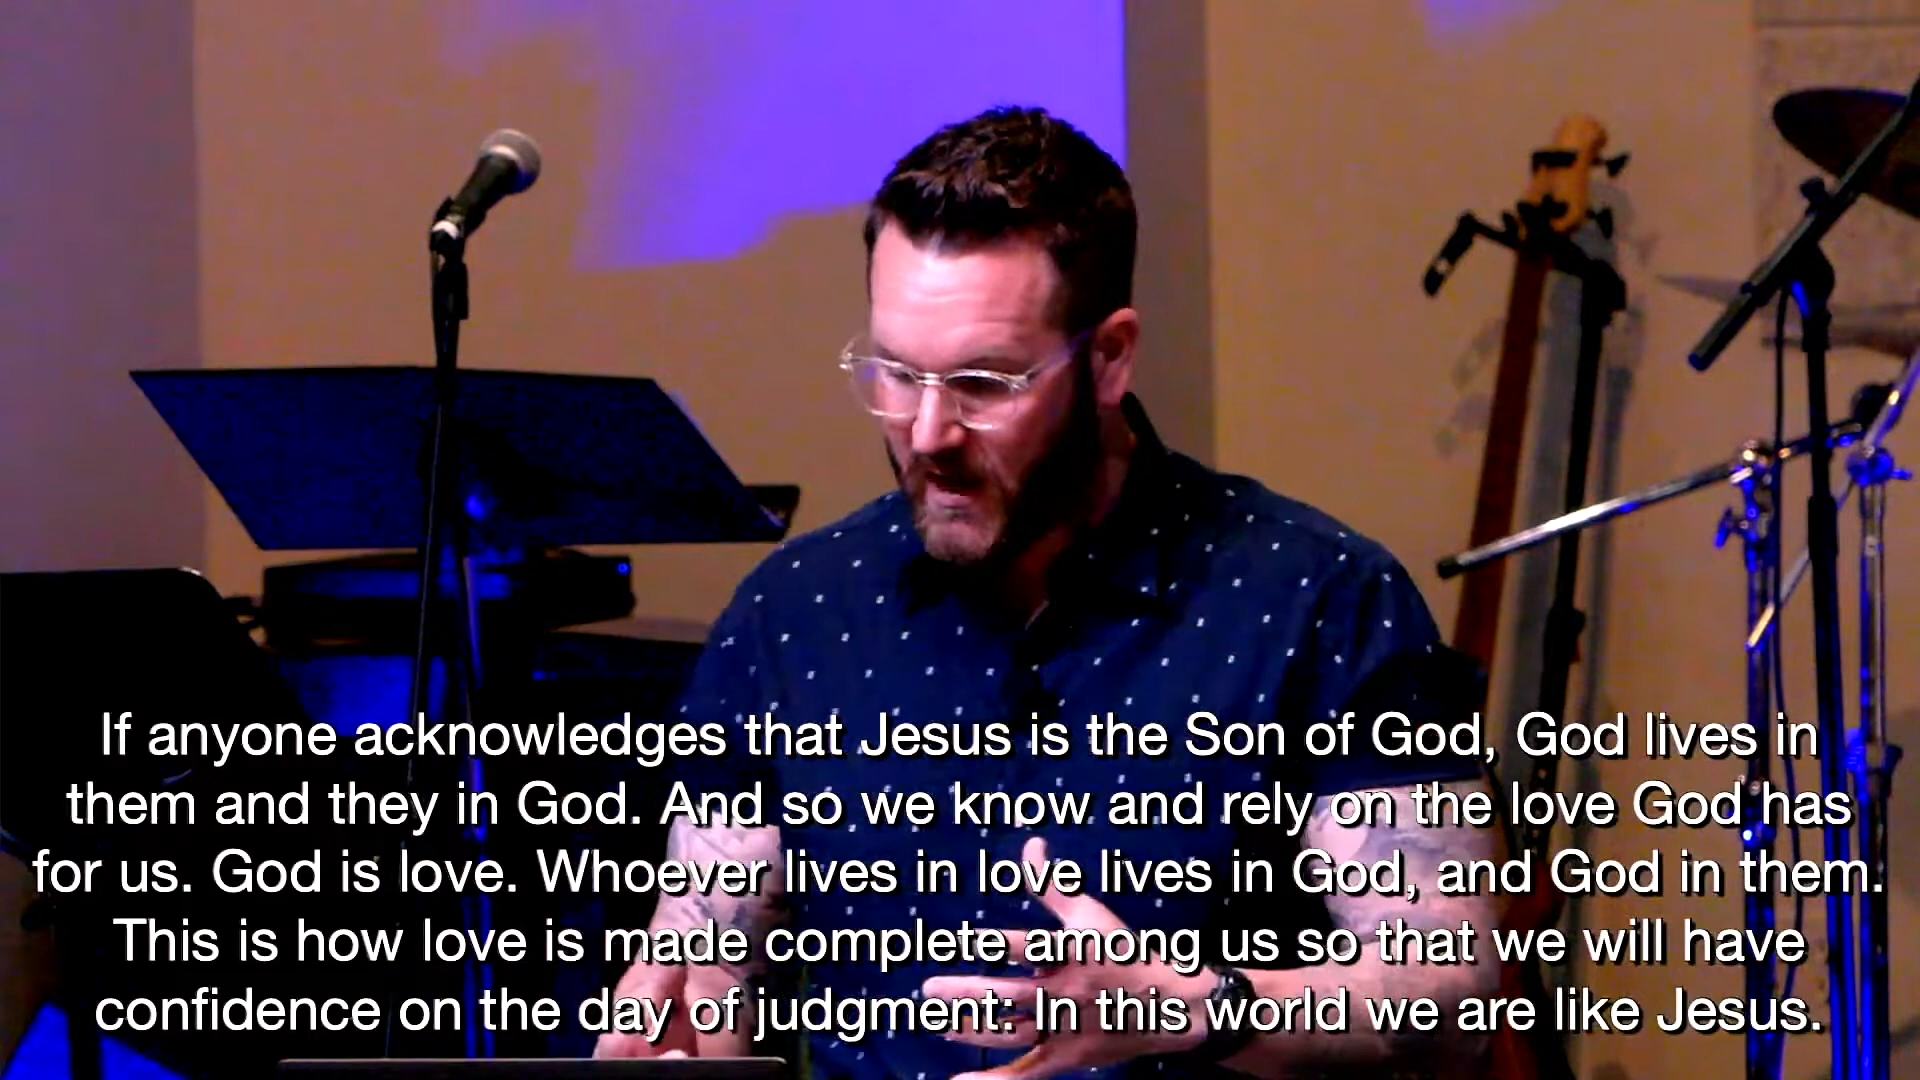 If anyone acknowledges that Jesus is the Son of God, God lives in
them and they in God. And so we know and rely on the love God has
for us. God is love. Whoever lives in love lives in God, and God in them.
This is how love is made complete among us so that we will have
confidence on the day of judgment: In this world we are like Jesus.